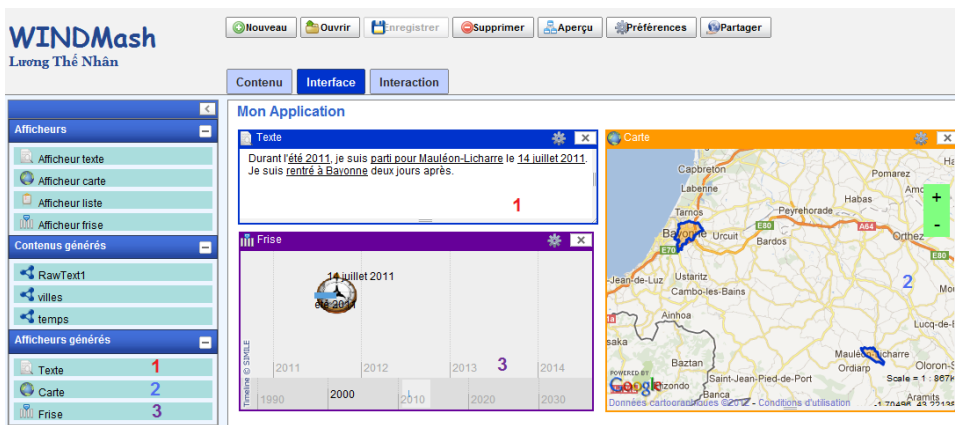 WINDMash
Lương Thế Nhân
Nouveau Ouvrir Enregistrer Supprimer Aperçu Préférences Partager
Contenu Interface Interaction
Mon Application
Afficheurs
Afficheur texte
Afficheur carte
Afficheur liste
Afficheur frise
Contenus générés
RawText1
villes
temps
Afficheurs générés
Texte 1
Carte 2
Frise 3
Texte
Durant l'été 2011, je suis parti pour Mauléon-Licharre le 14 juillet 2011.
Je suis rentré à Bayonne deux jours après.
1
Frise
14 juillet 2011
été 2011
3
2011 2012 2013 2014
Timeline © SIMILE
1990 2000 2010 2020 2030
Carte
Capbreton
Pomarez
Labenne
Habas
+
Tarnos
Peyrehorade
-
Bayonne Urcuit
E80
A64
Orthez
Bardos
E70
E80
-Jean-de-Luz
Ustaritz
2
Cambo-les-Bains
Ainhoa
Lucq-de-
Mauléon-Licharre
Baztan
Ordiarp
Oloron-
POWERED BY
Google
Saint-Jean-Pied-de-Port
Scale = 1 : 867
Banca
Aramits
Données cartographiques ©2012 - Conditions d'utilisation